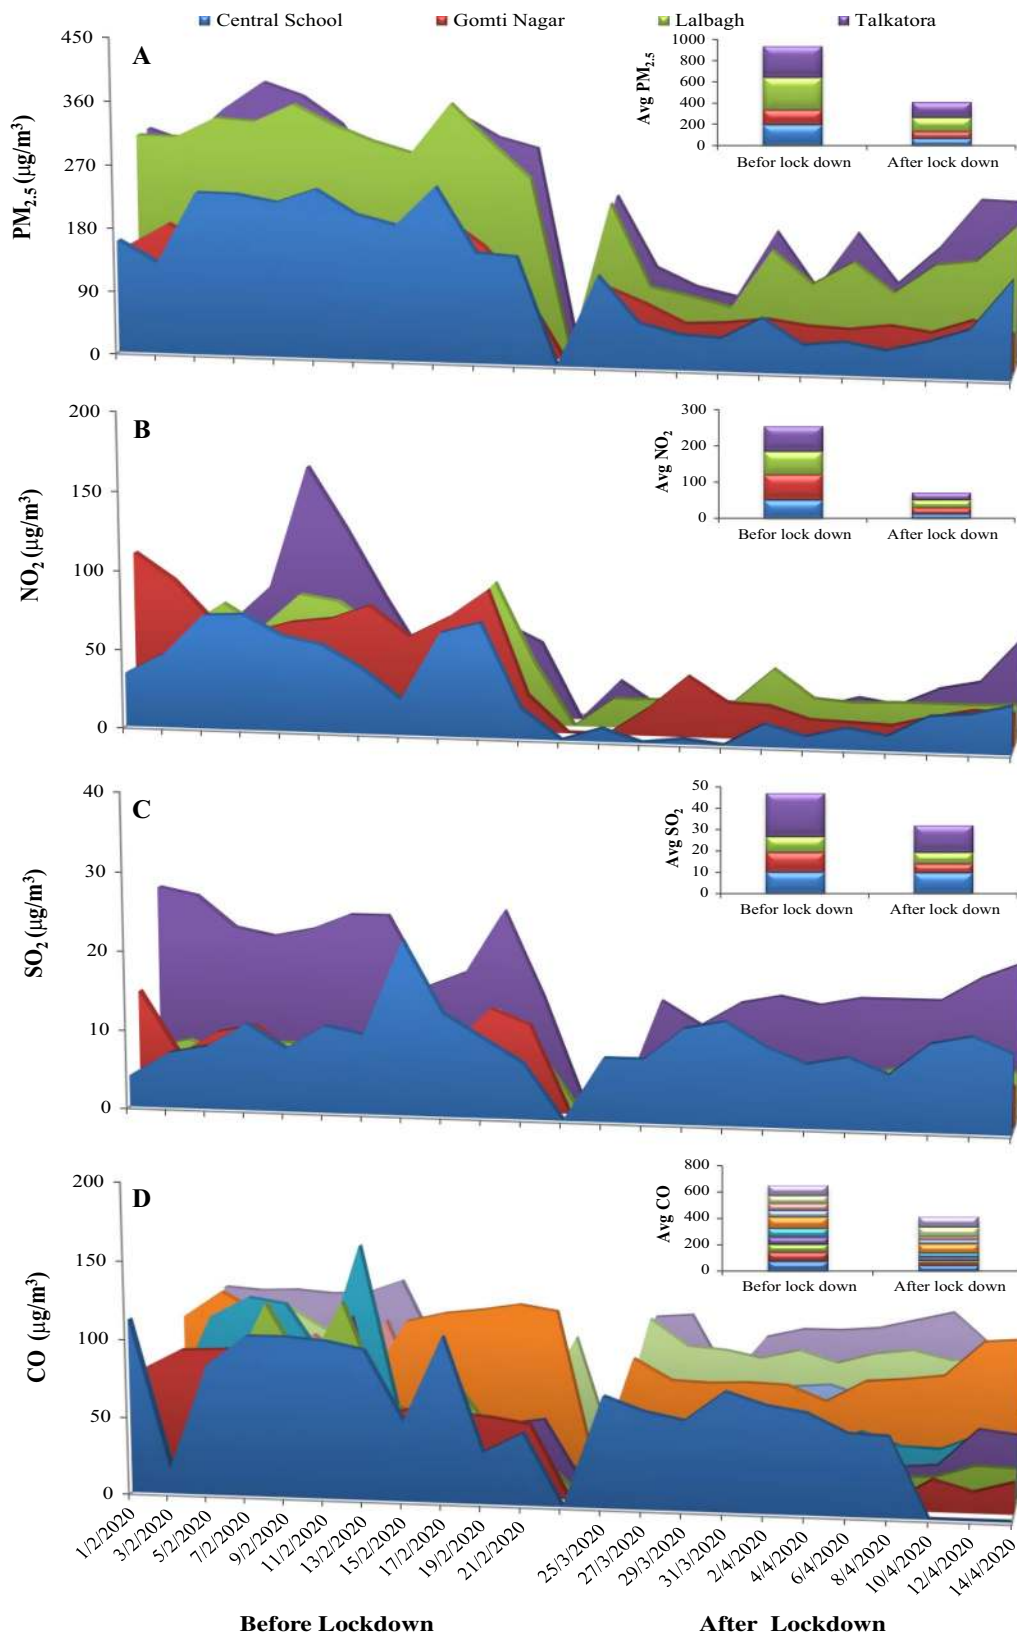 Central School Gomti Nagar Lalbagh Talkatora
A
PM2.5 (µg/m³)
450
360
270
180
90
0
Avg PM2.5
1000
800
600
400
200
0
Befor lock down After lock down
B
NO2 (µg/m³)
200
150
100
50
0
Avg NO2
300
200
100
0
Befor lock down After lock down
C
SO2 (µg/m³)
40
30
20
10
0
Avg SO2
50
40
30
20
10
0
Befor lock down After lock down
D
CO (µg/m³)
200
150
100
50
0
Avg CO
800
600
400
200
0
Befor lock down After lock down
1/2/2020 3/2/2020 5/2/2020 7/2/2020 9/2/2020 11/2/2020 13/2/2020 15/2/2020 17/2/2020 19/2/2020 21/2/2020 25/3/2020 27/3/2020 29/3/2020 31/3/2020 2/4/2020 4/4/2020 6/4/2020 8/4/2020 10/4/2020 12/4/2020 14/4/2020
Before Lockdown After Lockdown